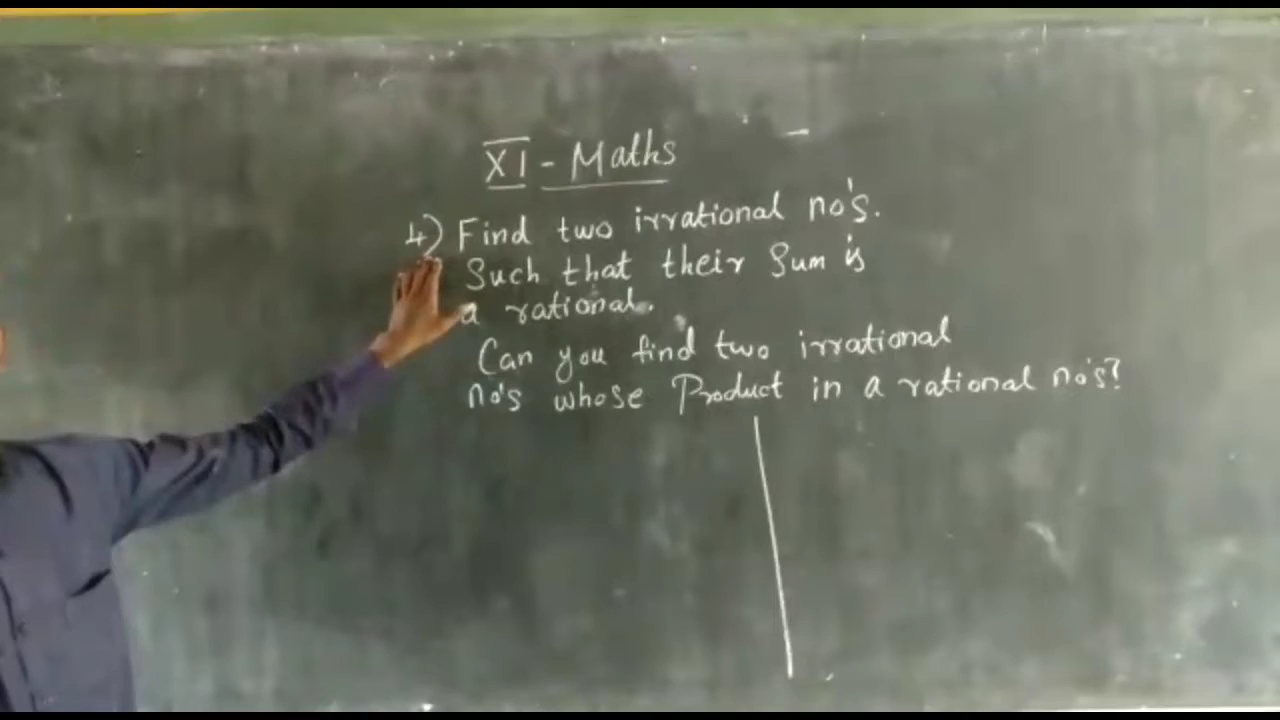 XI - Maths
4) Find two irrational no's.
Such that their Sum is
a rational.
Can you find two irrational
no's whose Product in a rational no's?